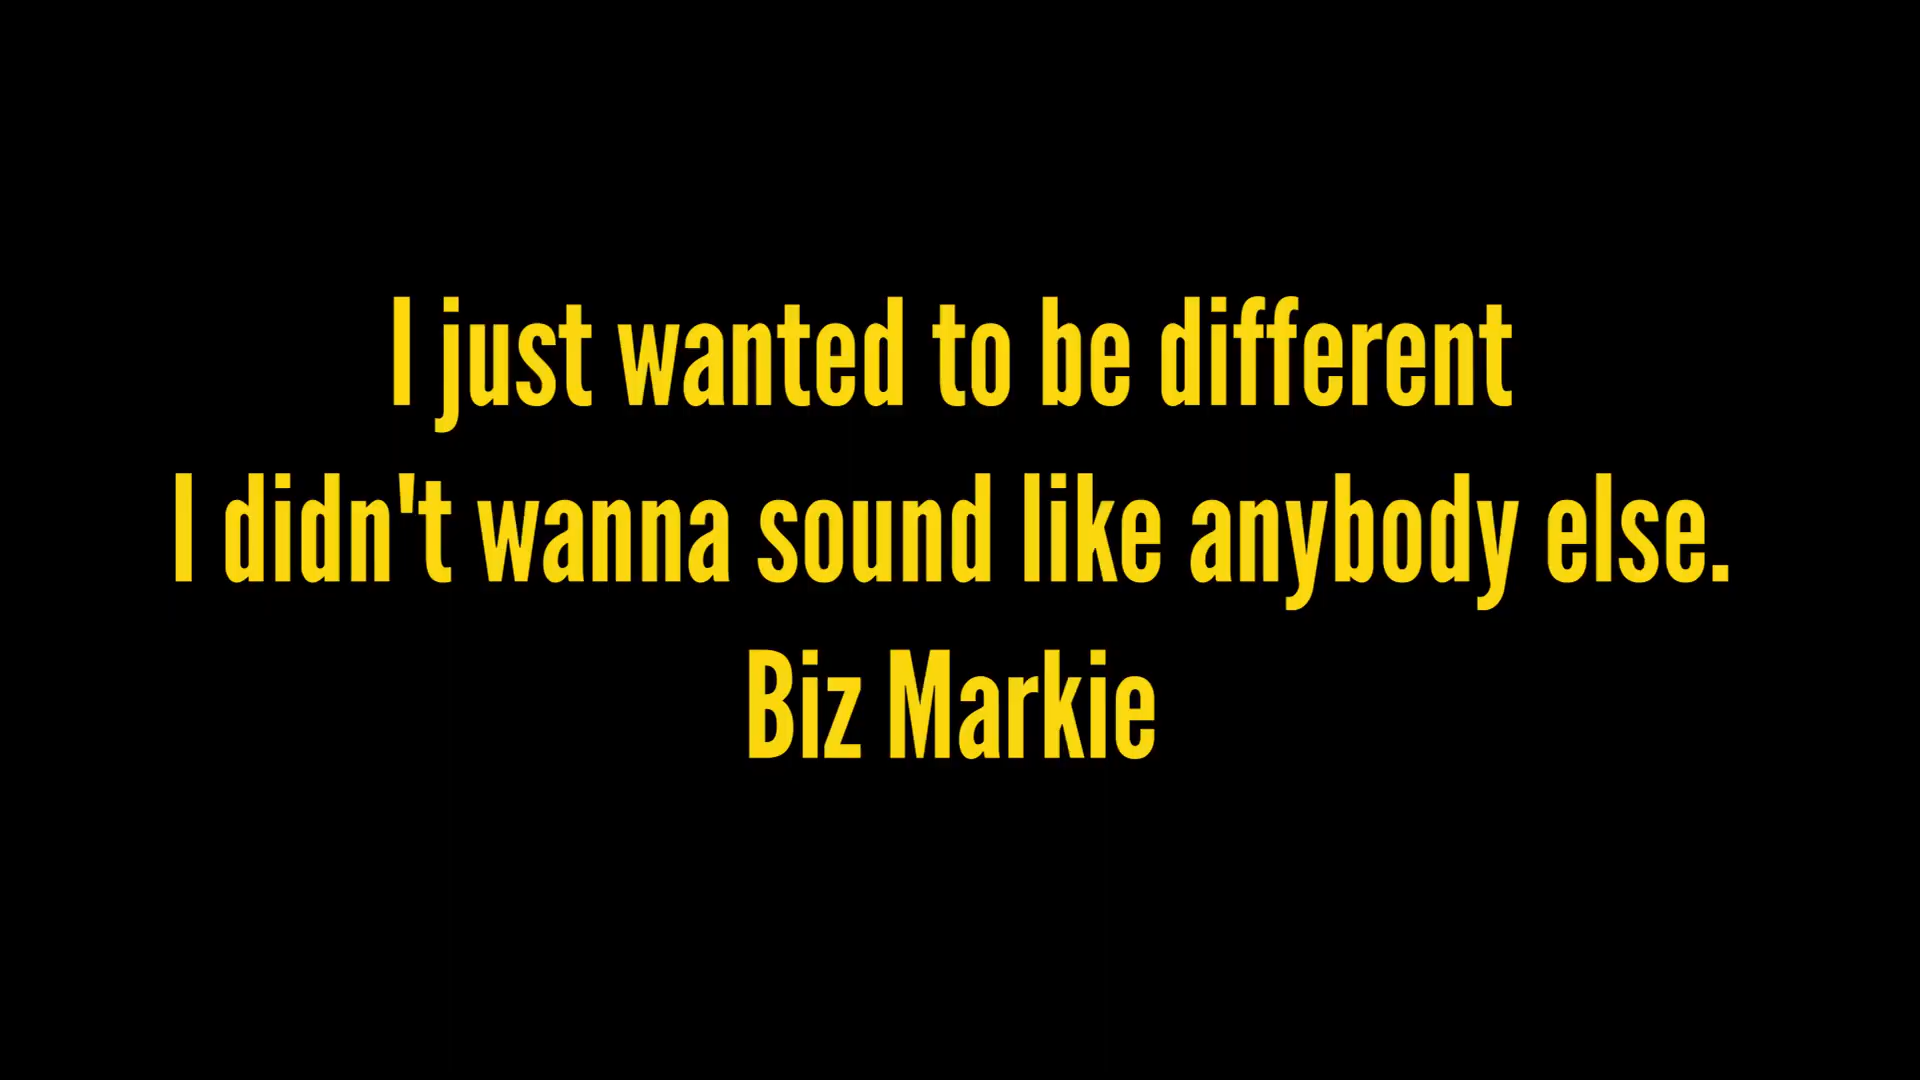 I just wanted to be different
I didn't wanna sound like anybody else.
Biz Markie